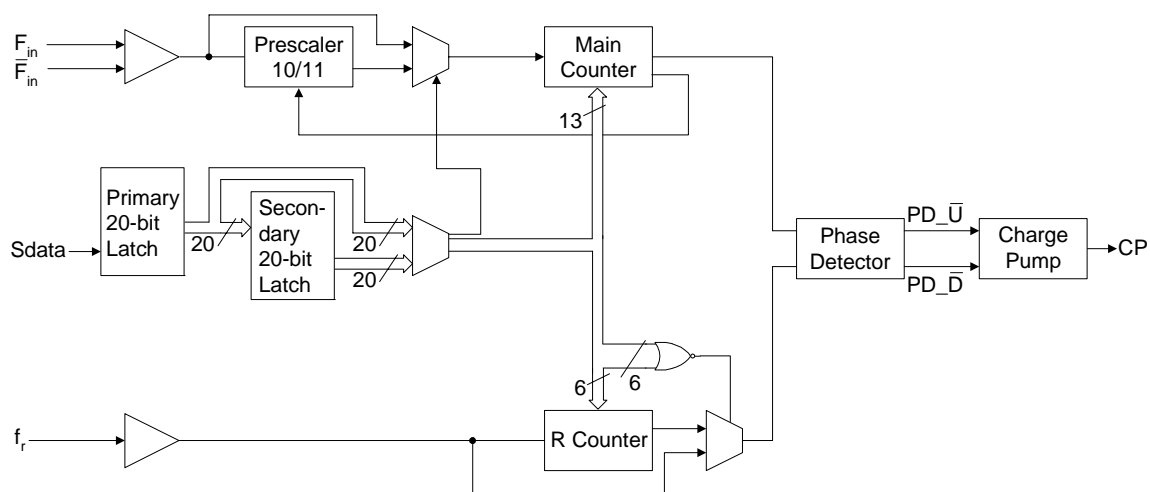 F_in
F̅_in
Prescaler
10/11
Main
Counter
13
Primary
20-bit
Latch
Sdata
20
Secon-
dary
20-bit
Latch
20
20
Phase
Detector
PD_U̅
PD_D̅
Charge
Pump
CP
6
6
f_r
R Counter